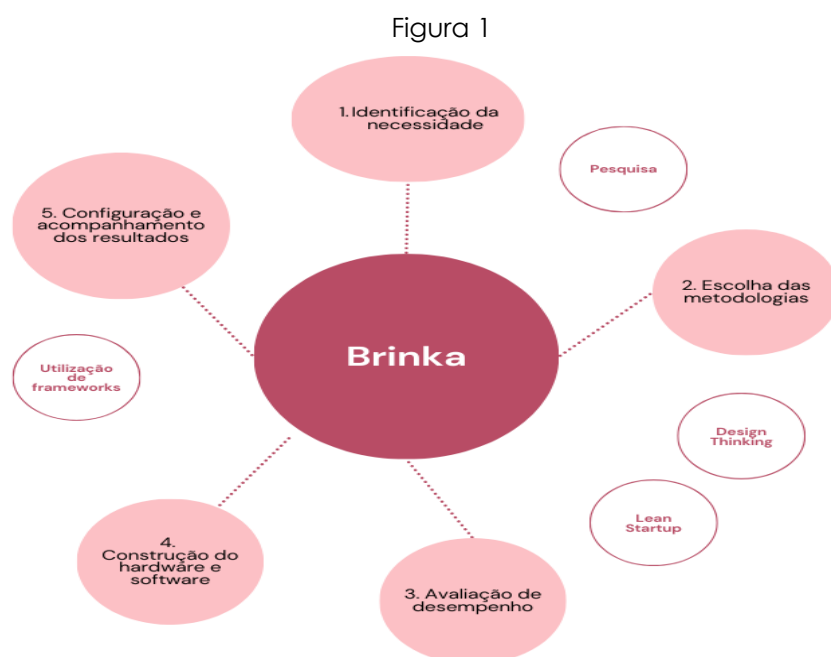 Figura 1
1. Identificação da
necessidade
Pesquisa
2. Escolha das
metodologias
Design
Thinking
Lean
Startup
3. Avaliação de
desempenho
4.
Construção do
hardware e
software
Utilização
de
frameworks
5. Configuração e
acompanhamento
dos resultados
Brinka